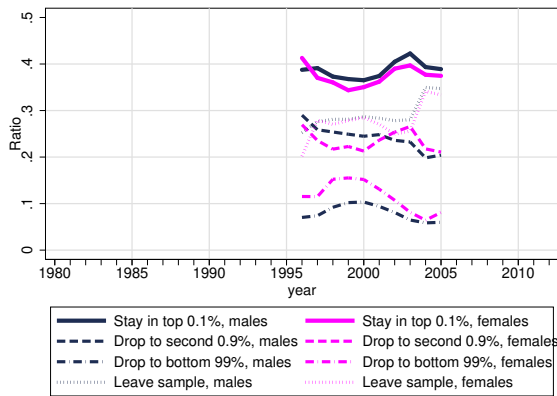 .5
.4
.3
.2
.1
0
Ratio
1980 1985 1990 1995 2000 2005 2010
year
Stay in top 0.1%, males Stay in top 0.1%, females
Drop to second 0.9%, males Drop to second 0.9%, females
Drop to bottom 99%, males Drop to bottom 99%, females
Leave sample, males Leave sample, females